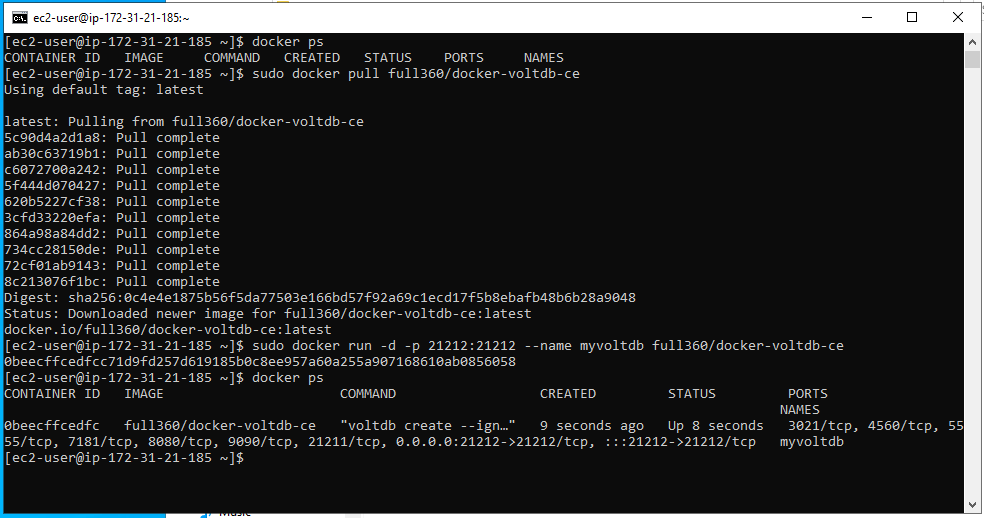 ec2-user@ip-172-31-21-185:~
[ec2-user@ip-172-31-21-185 ~]$ docker ps
CONTAINER ID   IMAGE     COMMAND   CREATED   STATUS    PORTS     NAMES
[ec2-user@ip-172-31-21-185 ~]$ sudo docker pull full360/docker-voltdb-ce
Using default tag: latest
latest: Pulling from full360/docker-voltdb-ce
5c90d4a2d1a8: Pull complete
ab30c63719b1: Pull complete
c6072700a242: Pull complete
5f444d070427: Pull complete
620b5227cf38: Pull complete
3cfd33220efa: Pull complete
864a98a84dd2: Pull complete
734cc28150de: Pull complete
72cf01ab9143: Pull complete
8c213076f1bc: Pull complete
Digest: sha256:0c4e4e1875b56f5da77503e166bd57f92a69c1ecd17f5b8ebafb48b6b28a9048
Status: Downloaded newer image for full360/docker-voltdb-ce:latest
docker.io/full360/docker-voltdb-ce:latest
[ec2-user@ip-172-31-21-185 ~]$ sudo docker run -d -p 21212:21212 --name myvoltdb full360/docker-voltdb-ce
0beecffcedfcc71d9fd257d619185b0c8ee957a60a255a907168610ab0856058
[ec2-user@ip-172-31-21-185 ~]$ docker ps
CONTAINER ID   IMAGE                      COMMAND                  CREATED         STATUS         PORTS
NAMES
0beecffcedfc   full360/docker-voltdb-ce   "voltdb create --ign…"   9 seconds ago   Up 8 seconds   3021/tcp, 4560/tcp, 55
55/tcp, 7181/tcp, 8080/tcp, 9090/tcp, 21211/tcp, 0.0.0.0:21212->21212/tcp, :::21212->21212/tcp   myvoltdb
[ec2-user@ip-172-31-21-185 ~]$
Music